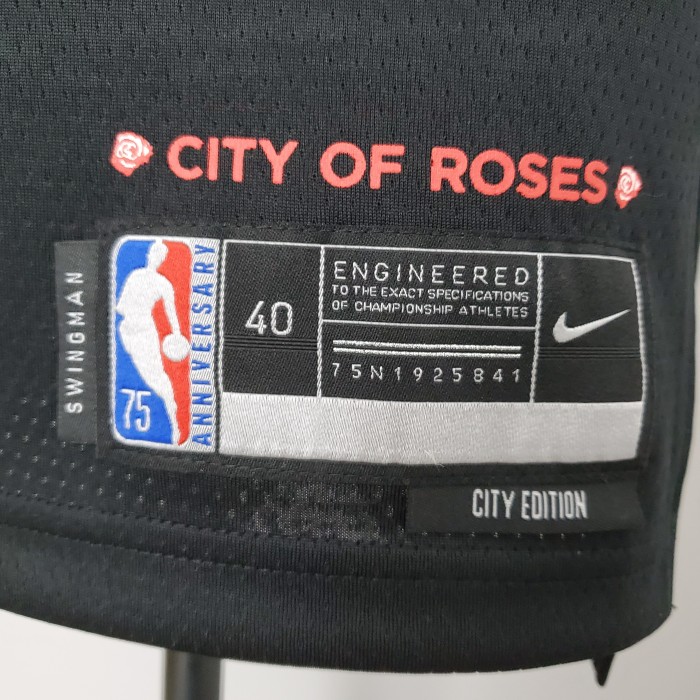 CITY OF ROSES
SWINGMAN
75
ANNIVERSARY
40
ENGINEERED
TO THE EXACT SPECIFICATIONS
OF CHAMPIONSHIP ATHLETES
75N1925841
CITY EDITION